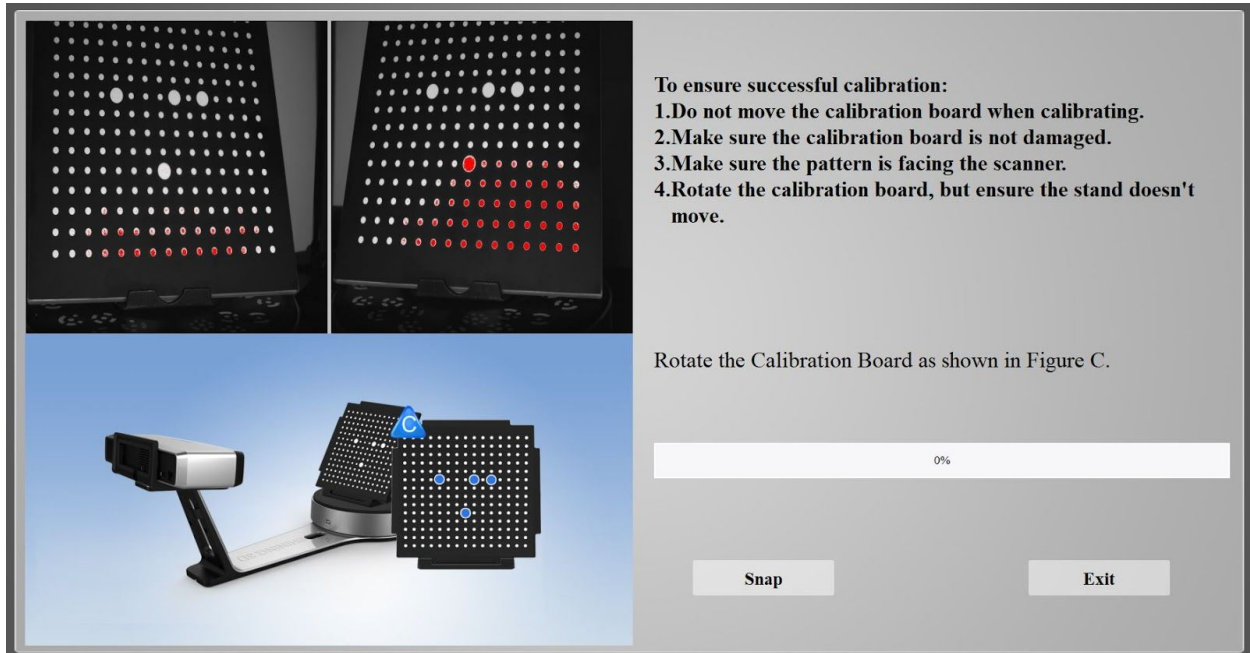 To ensure successful calibration:
1.Do not move the calibration board when calibrating.
2.Make sure the calibration board is not damaged.
3.Make sure the pattern is facing the scanner.
4.Rotate the calibration board, but ensure the stand doesn't
move.
Rotate the Calibration Board as shown in Figure C.
C
0%
Snap
Exit